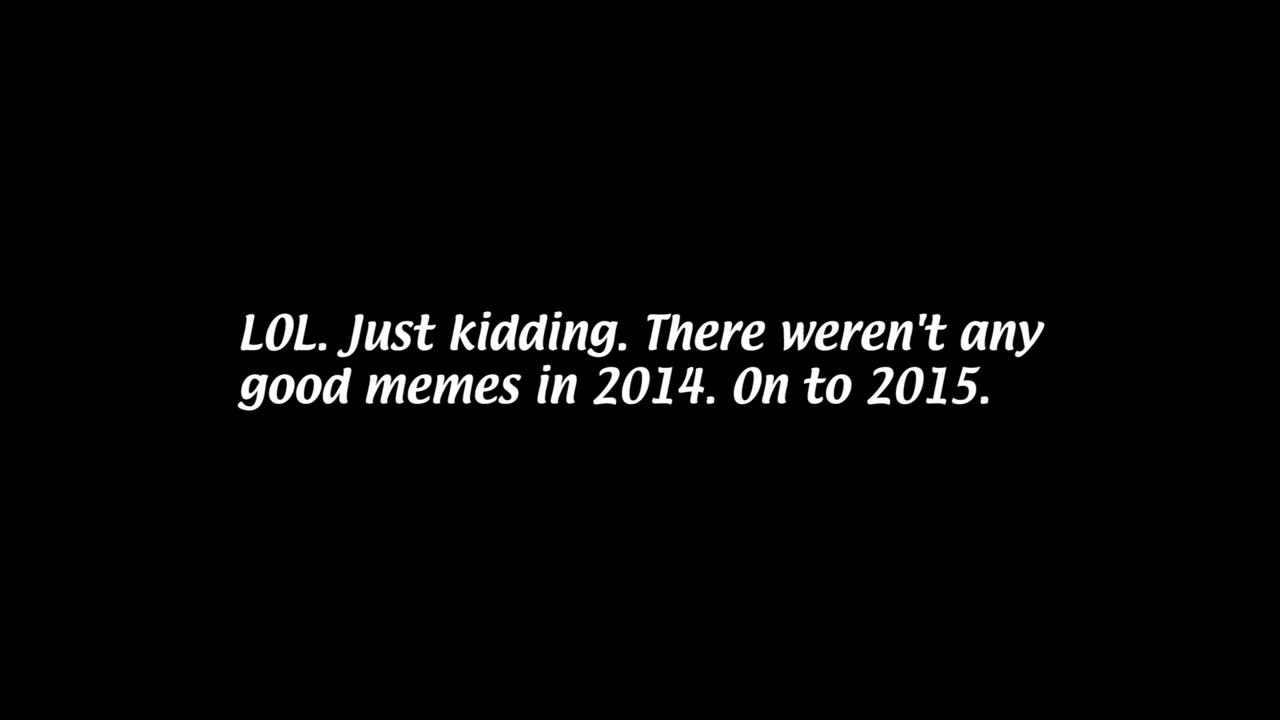 LOL. Just kidding. There weren't any
good memes in 2014. On to 2015.